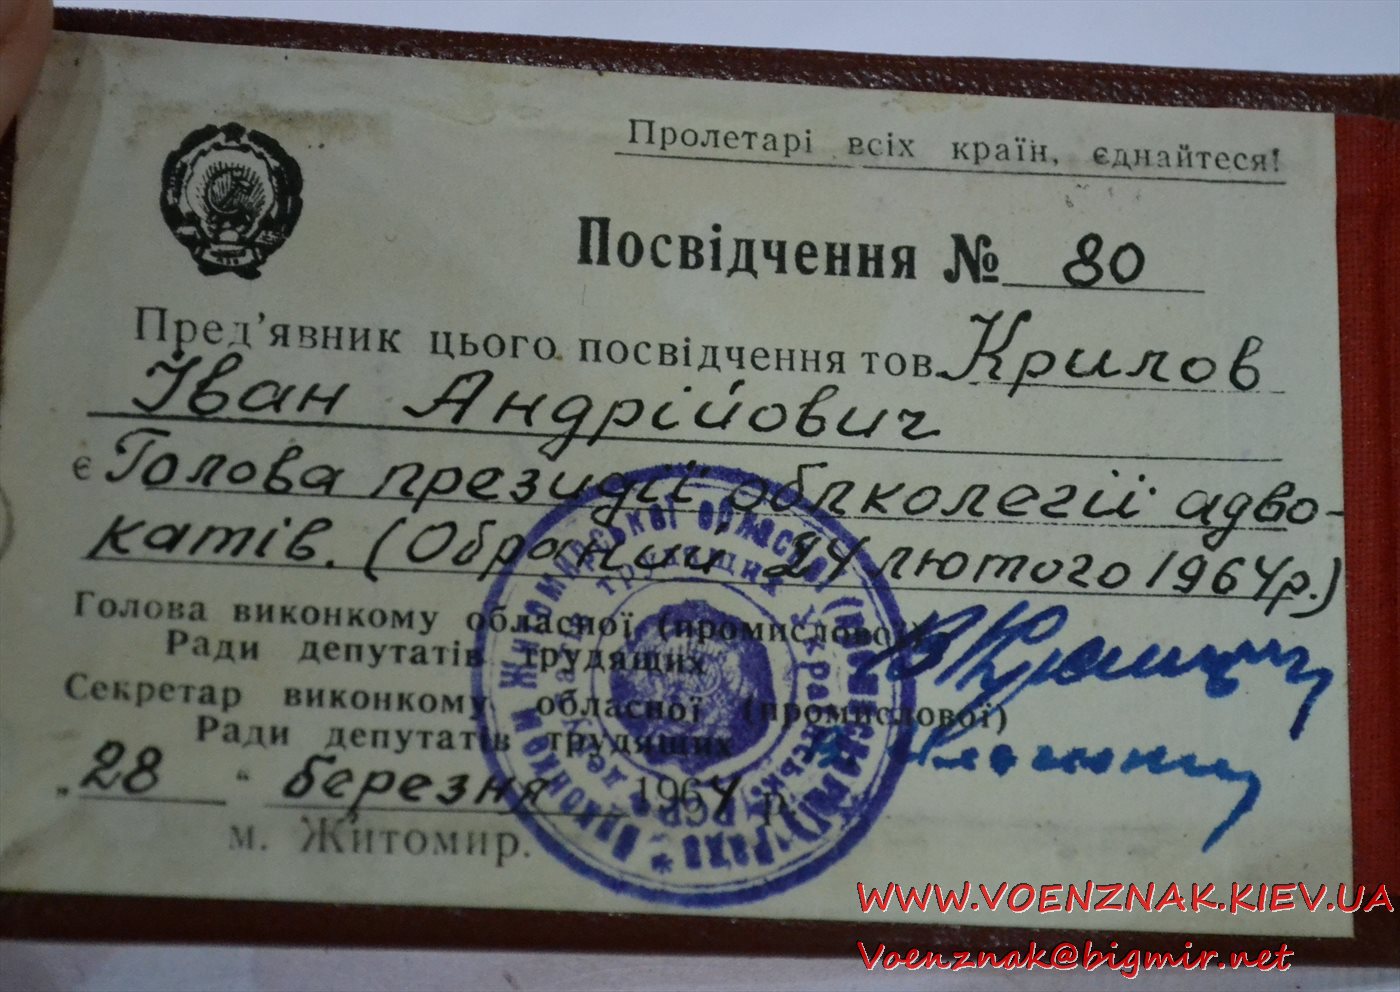 Пролетарі всіх країн, єднайтеся!
Посвідчення № 80
Пред'явник цього посвідчення тов. Крилов
Іван Андрійович
є Голова президії облколегії адво-
катів. (Обраний 24 лютого 1964 р.)
Голова виконкому обласної (промислової)
Ради депутатів трудящих
Секретар виконкому обласної (промислової)
Ради депутатів трудящих
„28“ березня 1964 р.
м. Житомир.
WWW.VOENZNAK.KIEV.UA
Voenznak@bigmir.net